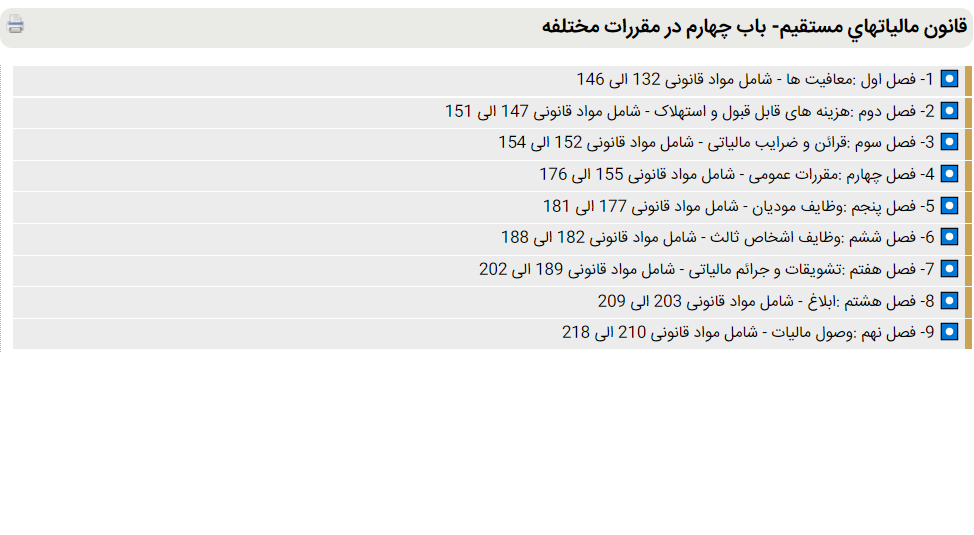 قانون مالياتهاي مستقيم- باب چهارم در مقررات مختلفه
1- فصل اول :معافیت ها - شامل مواد قانونی 132 الی 146
2- فصل دوم :هزینه های قابل قبول و استهلاک - شامل مواد قانونی 147 الی 151
3- فصل سوم :قرائن و ضرایب مالیاتی - شامل مواد قانونی 152 الی 154
4- فصل چهارم :مقررات عمومی - شامل مواد قانونی 155 الی 176
5- فصل پنجم :وظایف مودیان - شامل مواد قانونی 177 الی 181
6- فصل ششم :وظایف اشخاص ثالث - شامل مواد قانونی 182 الی 188
7- فصل هفتم :تشویقات و جرائم مالیاتی - شامل مواد قانونی 189 الی 202
8- فصل هشتم :ابلاغ - شامل مواد قانونی 203 الی 209
9- فصل نهم :وصول مالیات - شامل مواد قانونی 210 الی 218